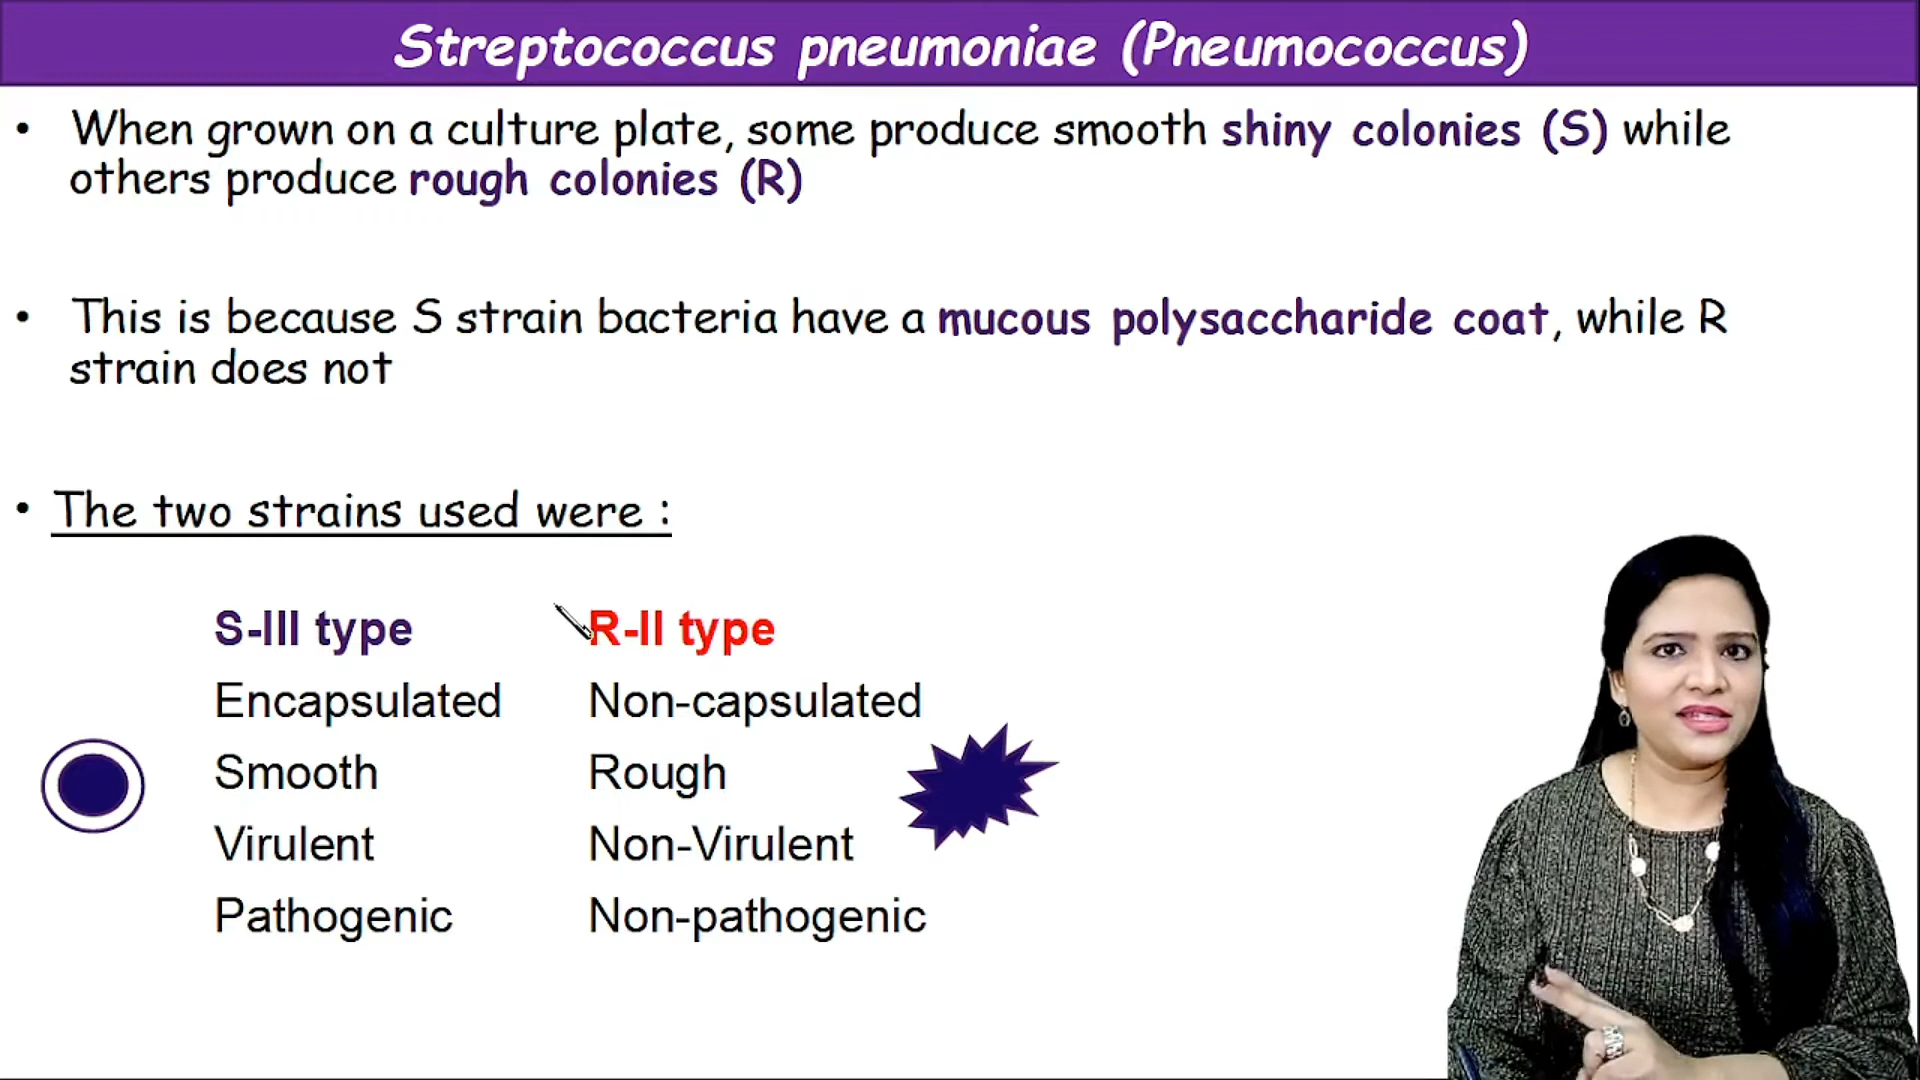 Streptococcus pneumoniae (Pneumococcus)
• When grown on a culture plate, some produce smooth shiny colonies (S) while
others produce rough colonies (R)
• This is because S strain bacteria have a mucous polysaccharide coat, while R
strain does not
• The two strains used were :
S-III type R-II type
Encapsulated Non-capsulated
Smooth Rough
Virulent Non-Virulent
Pathogenic Non-pathogenic